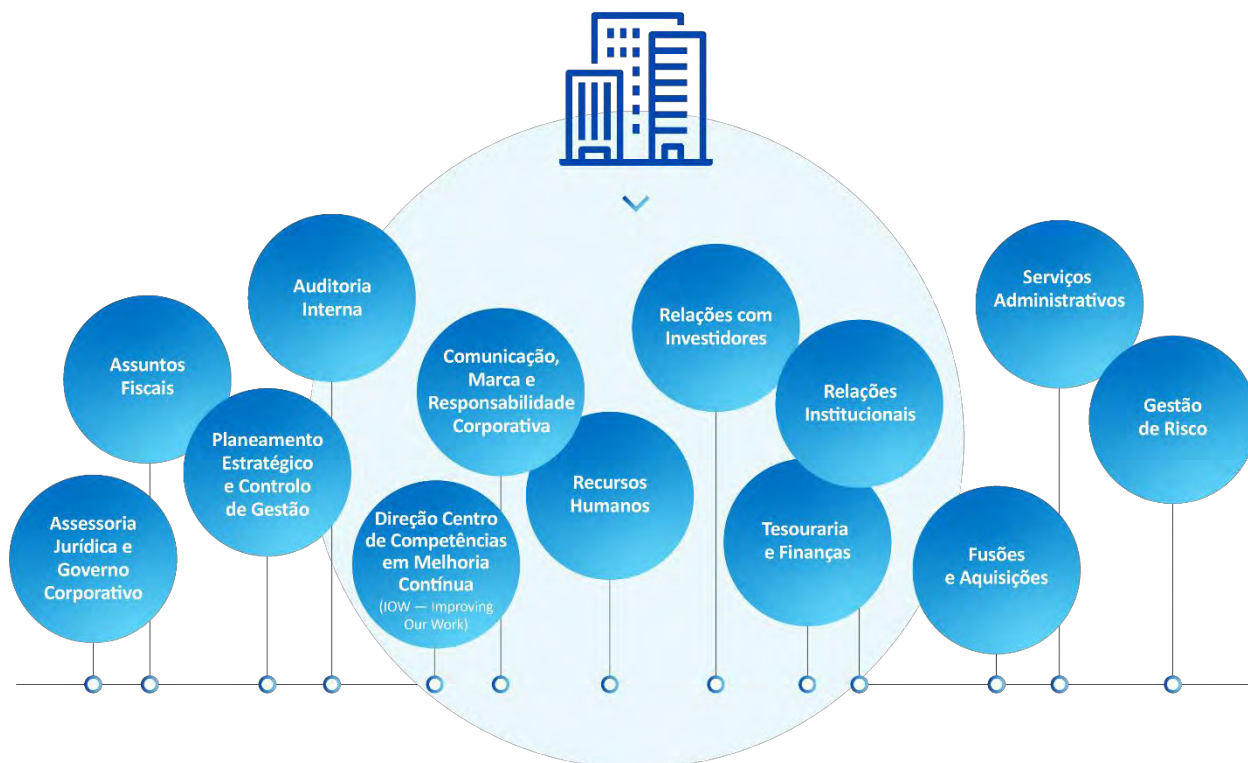 Assessoria
Jurídica e
Governo
Corporativo
Assuntos
Fiscais
Planeamento
Estratégico
e Controlo
de Gestão
Auditoria
Interna
Direção Centro
de Competências
em Melhoria
Contínua
(IOW — Improving
Our Work)
Comunicação,
Marca e
Responsabilidade
Corporativa
Recursos
Humanos
Relações com
Investidores
Tesouraria
e Finanças
Relações
Institucionais
Fusões
e Aquisições
Serviços
Administrativos
Gestão
de Risco